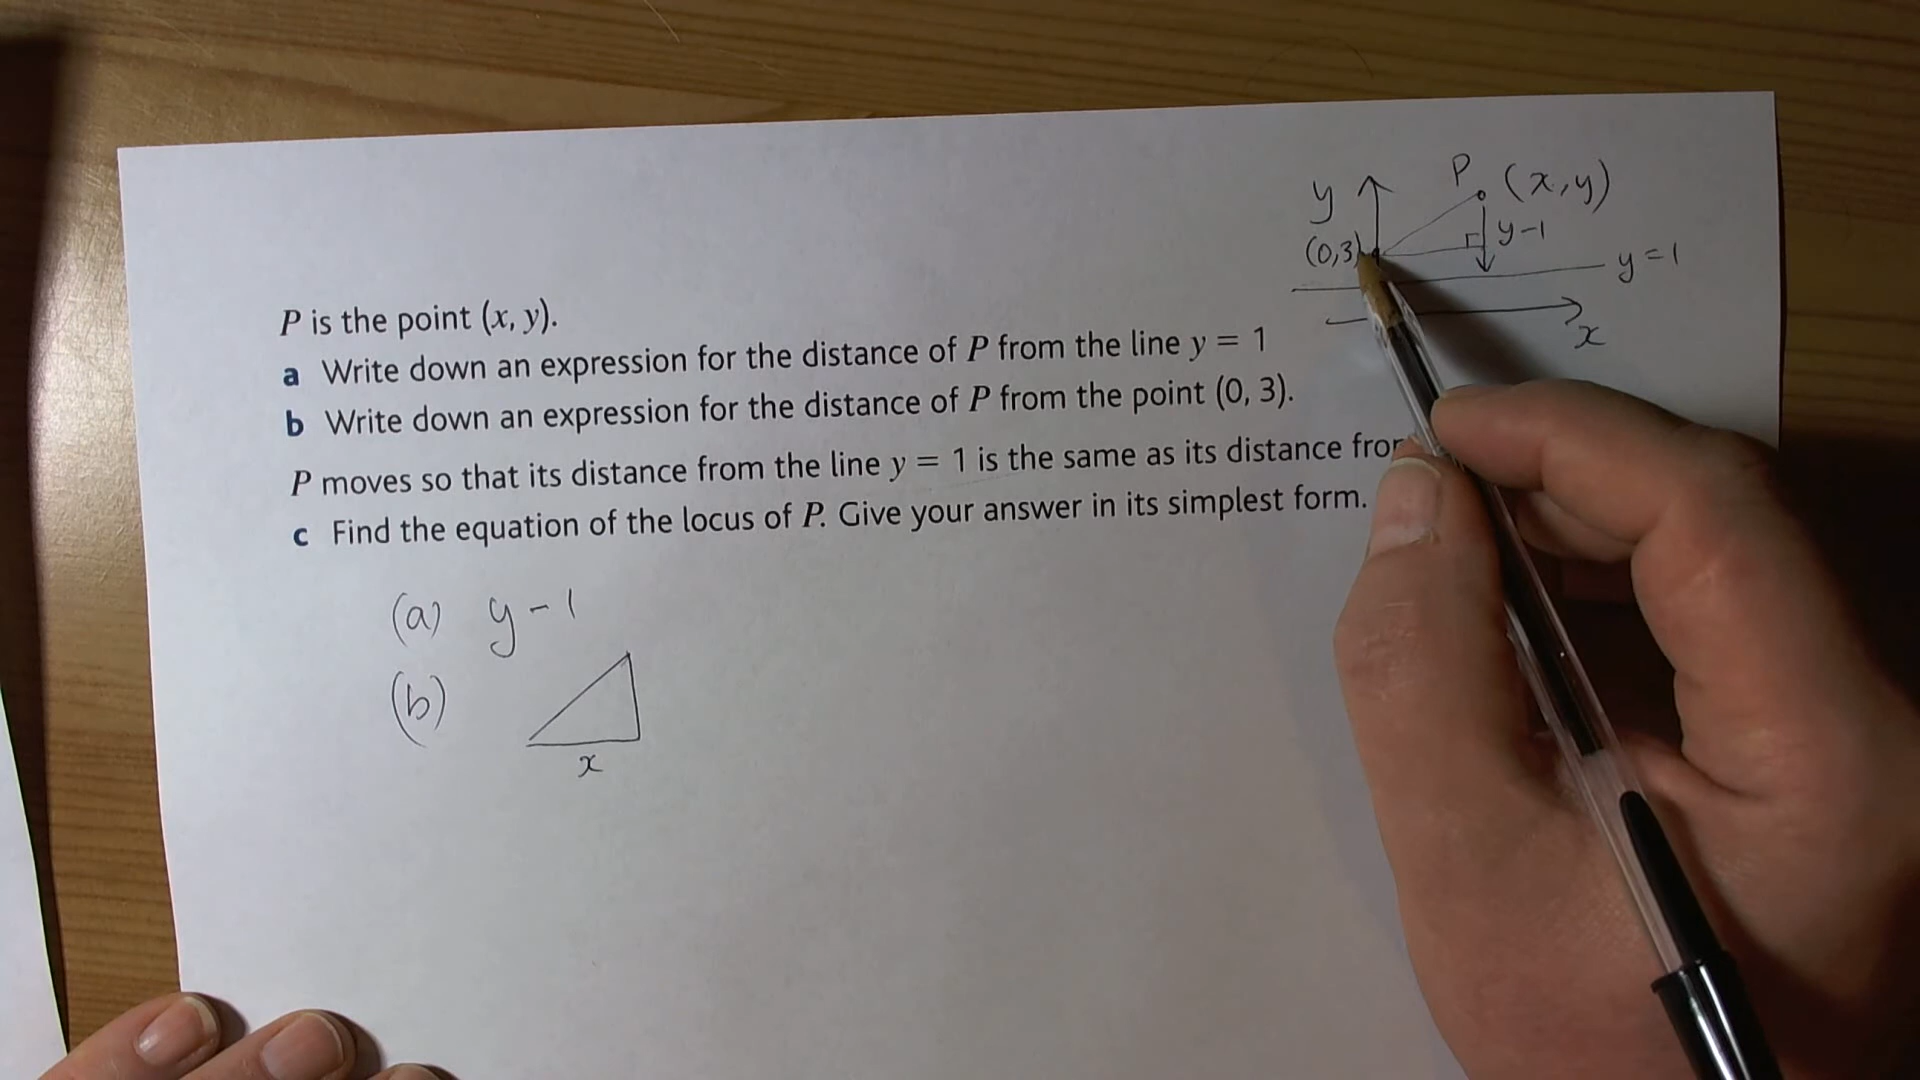 y
P
(x, y)
(0,3)
y-1
y = 1
x
P is the point (x, y).
a Write down an expression for the distance of P from the line y = 1
b Write down an expression for the distance of P from the point (0, 3).
P moves so that its distance from the line y = 1 is the same as its distance
c Find the equation of the locus of P. Give your answer in its simplest form.
(a) y - 1
(b)
x